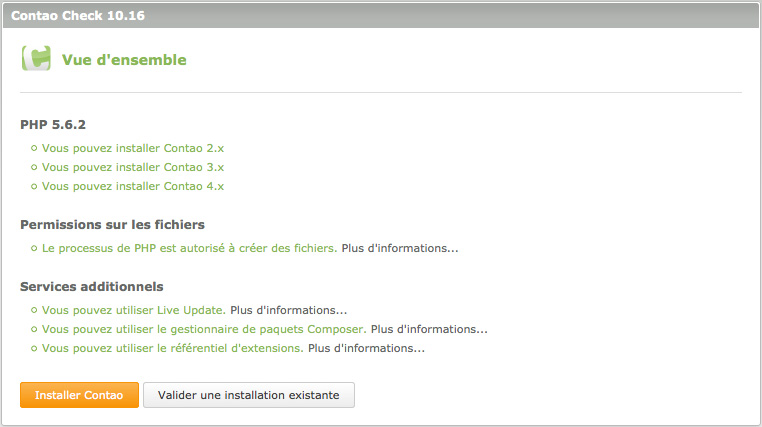 Contao Check 10.16
Vue d'ensemble
PHP 5.6.2
Vous pouvez installer Contao 2.x
Vous pouvez installer Contao 3.x
Vous pouvez installer Contao 4.x
Permissions sur les fichiers
Le processus de PHP est autorisé à créer des fichiers. Plus d'informations...
Services additionnels
Vous pouvez utiliser Live Update. Plus d'informations...
Vous pouvez utiliser le gestionnaire de paquets Composer. Plus d'informations...
Vous pouvez utiliser le référentiel d'extensions. Plus d'informations...
Installer Contao Valider une installation existante